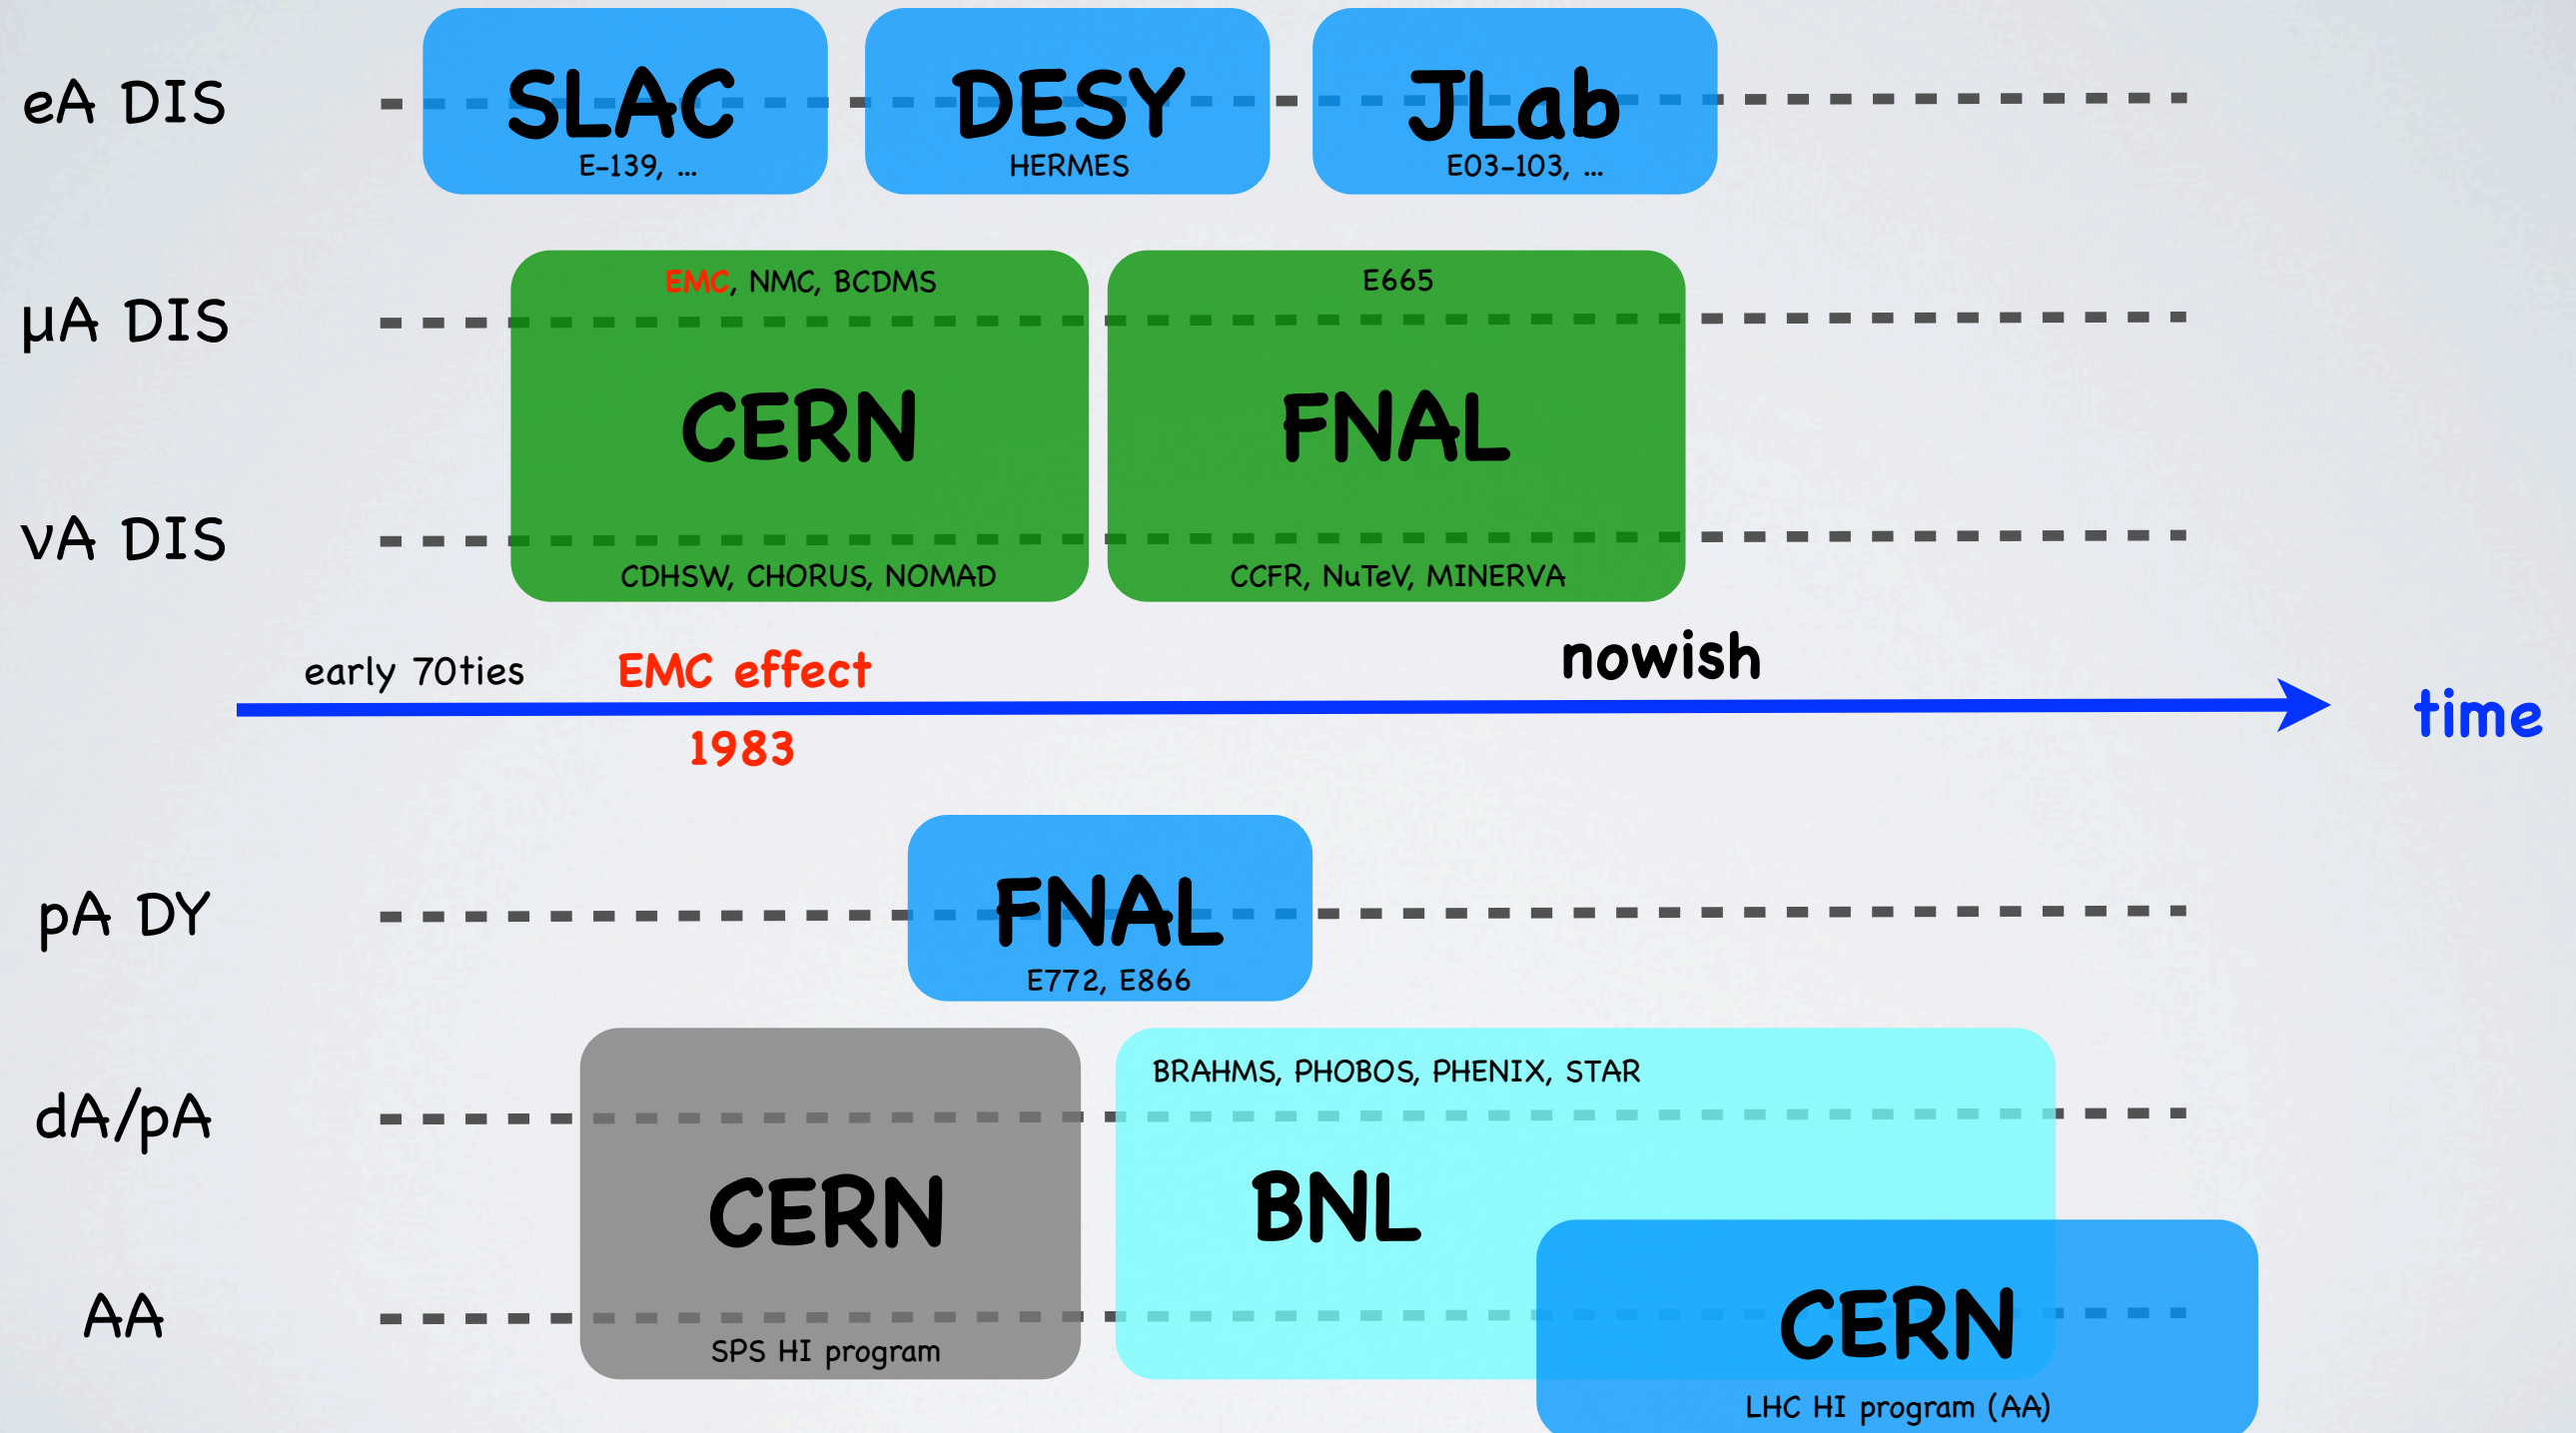 eA DIS
SLAC
E-139, ...
DESY
HERMES
JLab
E03-103, ...
μA DIS
EMC, NMC, BCDMS
E665
CERN
FNAL
νA DIS
CDHSW, CHORUS, NOMAD
CCFR, NuTeV, MINERVA
early 70ties
EMC effect
nowish
time
1983
pA DY
FNAL
E772, E866
dA/pA
BRAHMS, PHOBOS, PHENIX, STAR
CERN
BNL
AA
SPS HI program
CERN
LHC HI program (AA)